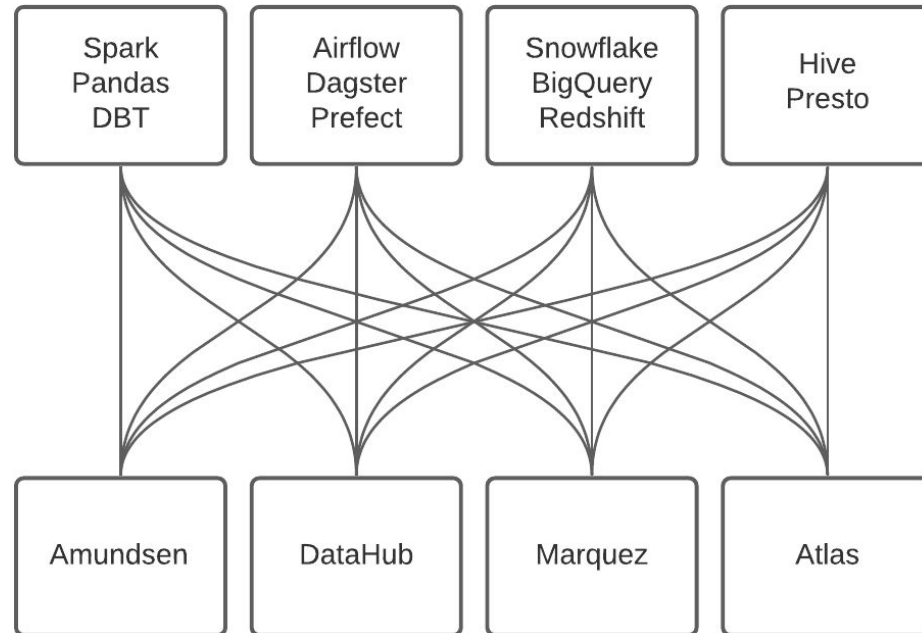 Spark
Pandas
DBT
Airflow
Dagster
Prefect
Snowflake
BigQuery
Redshift
Hive
Presto
Amundsen
DataHub
Marquez
Atlas